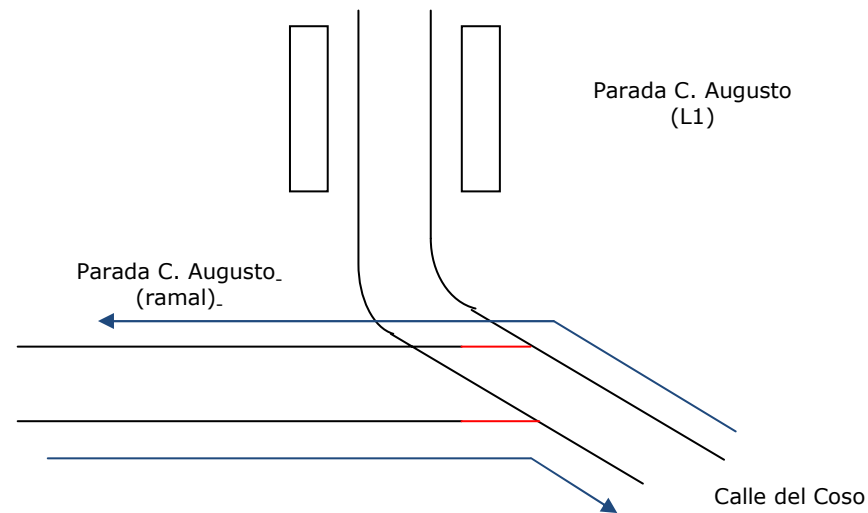 Parada C. Augusto
(L1)
Parada C. Augusto
(ramal)
Calle del Coso